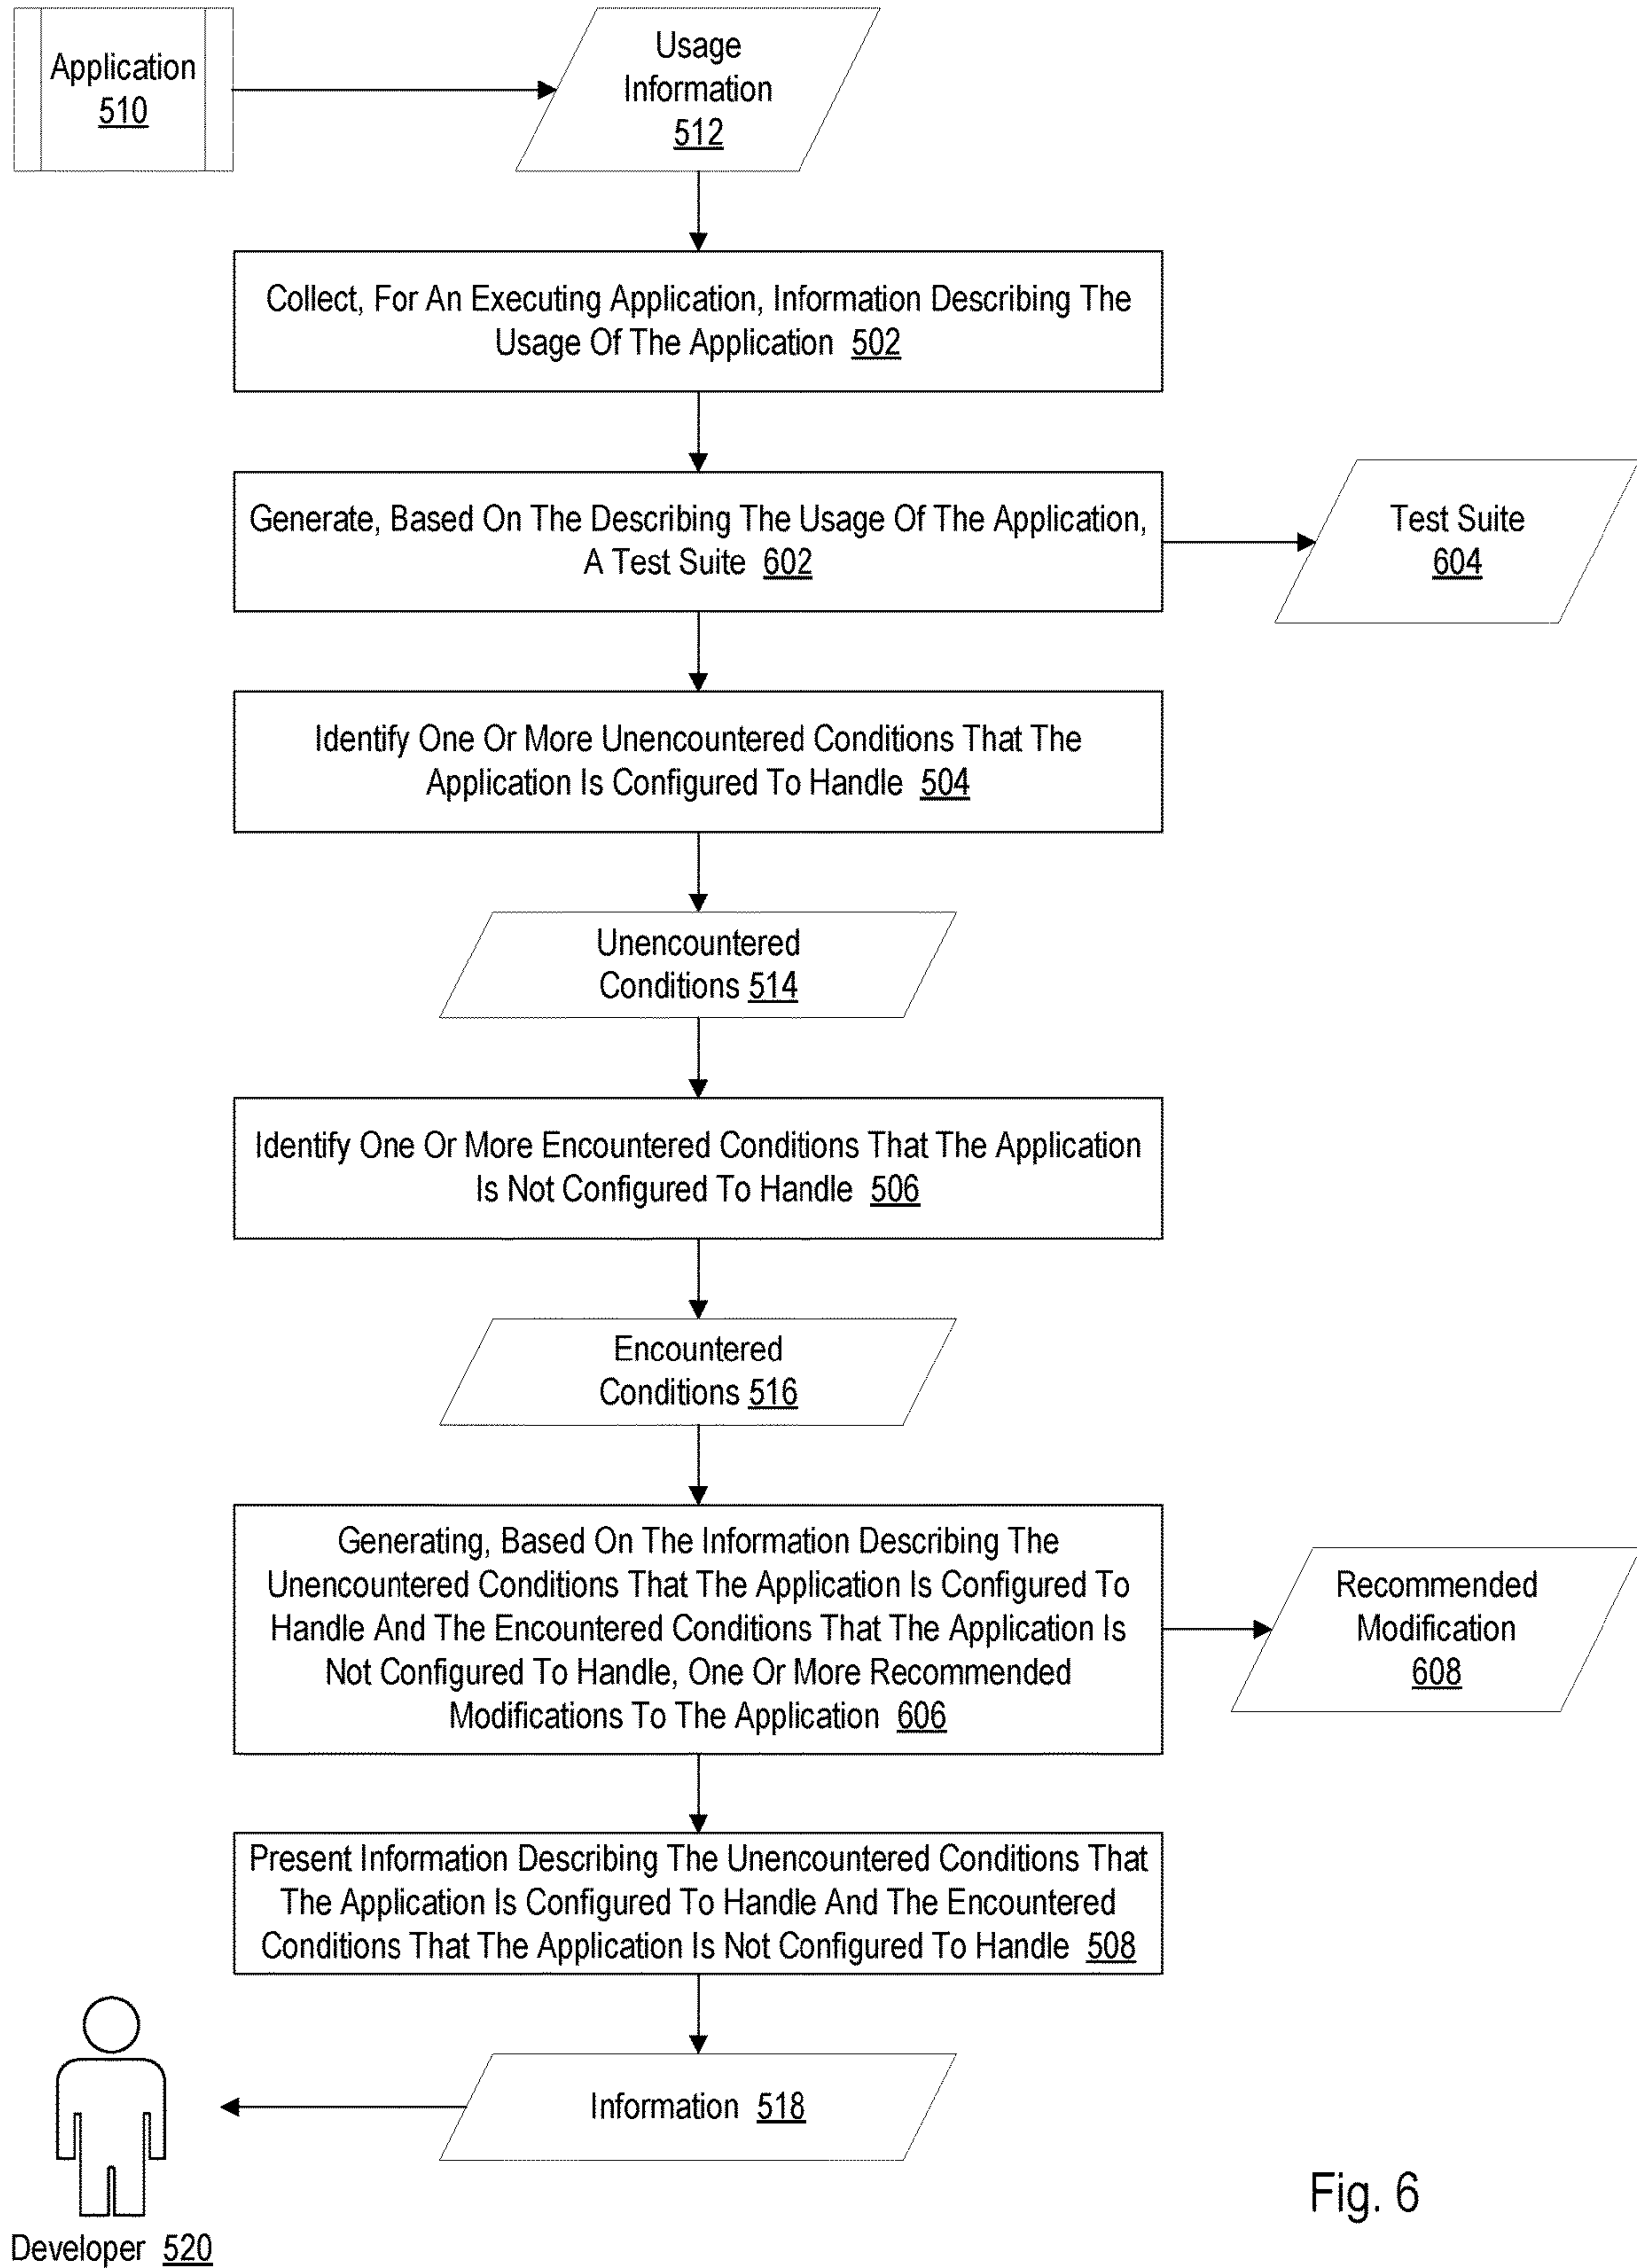 Application
510
Usage
Information
512
Collect, For An Executing Application, Information Describing The
Usage Of The Application 502
Generate, Based On The Describing The Usage Of The Application,
A Test Suite 602
Test Suite
604
Identify One Or More Unencountered Conditions That The
Application Is Configured To Handle 504
Unencountered
Conditions 514
Identify One Or More Encountered Conditions That The Application
Is Not Configured To Handle 506
Encountered
Conditions 516
Generating, Based On The Information Describing The
Unencountered Conditions That The Application Is Configured To
Handle And The Encountered Conditions That The Application Is
Not Configured To Handle, One Or More Recommended
Modifications To The Application 606
Recommended
Modification
608
Present Information Describing The Unencountered Conditions That
The Application Is Configured To Handle And The Encountered
Conditions That The Application Is Not Configured To Handle 508
Information 518
Developer 520
Fig. 6